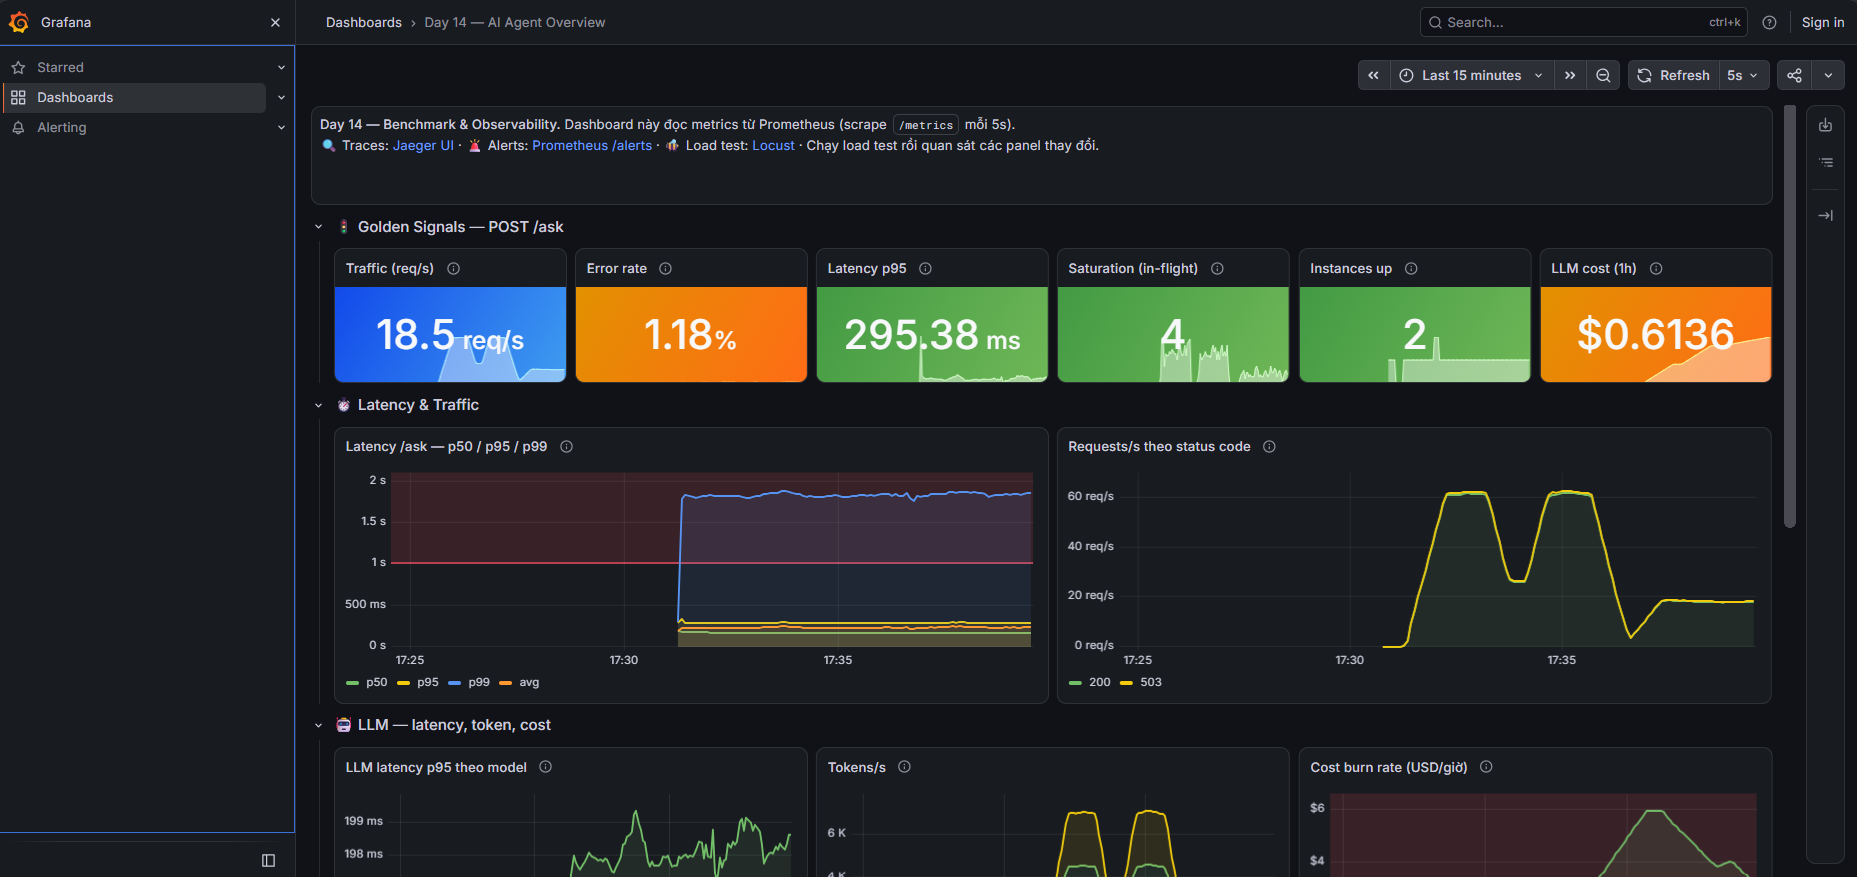 Grafana
Dashboards › Day 14 — AI Agent Overview
Search...
ctrl+k
Sign in
Starred
Dashboards
Alerting
Last 15 minutes
Refresh
5s
Day 14 — Benchmark & Observability. Dashboard này đọc metrics từ Prometheus (scrape /metrics mỗi 5s).
Traces: Jaeger UI · Alerts: Prometheus /alerts · Load test: Locust · Chạy load test rồi quan sát các panel thay đổi.
Golden Signals — POST /ask
Traffic (req/s)
18.5 req/s
Error rate
1.18%
Latency p95
295.38 ms
Saturation (in-flight)
4
Instances up
2
LLM cost (1h)
$0.6136
Latency & Traffic
Latency /ask — p50 / p95 / p99
2 s
1.5 s
1 s
500 ms
0 s
17:25
17:30
17:35
p50
p95
p99
avg
Requests/s theo status code
60 req/s
40 req/s
20 req/s
0 req/s
17:25
17:30
17:35
200
503
LLM — latency, token, cost
LLM latency p95 theo model
199 ms
198 ms
Tokens/s
6 K
4 K
Cost burn rate (USD/giờ)
$6
$4